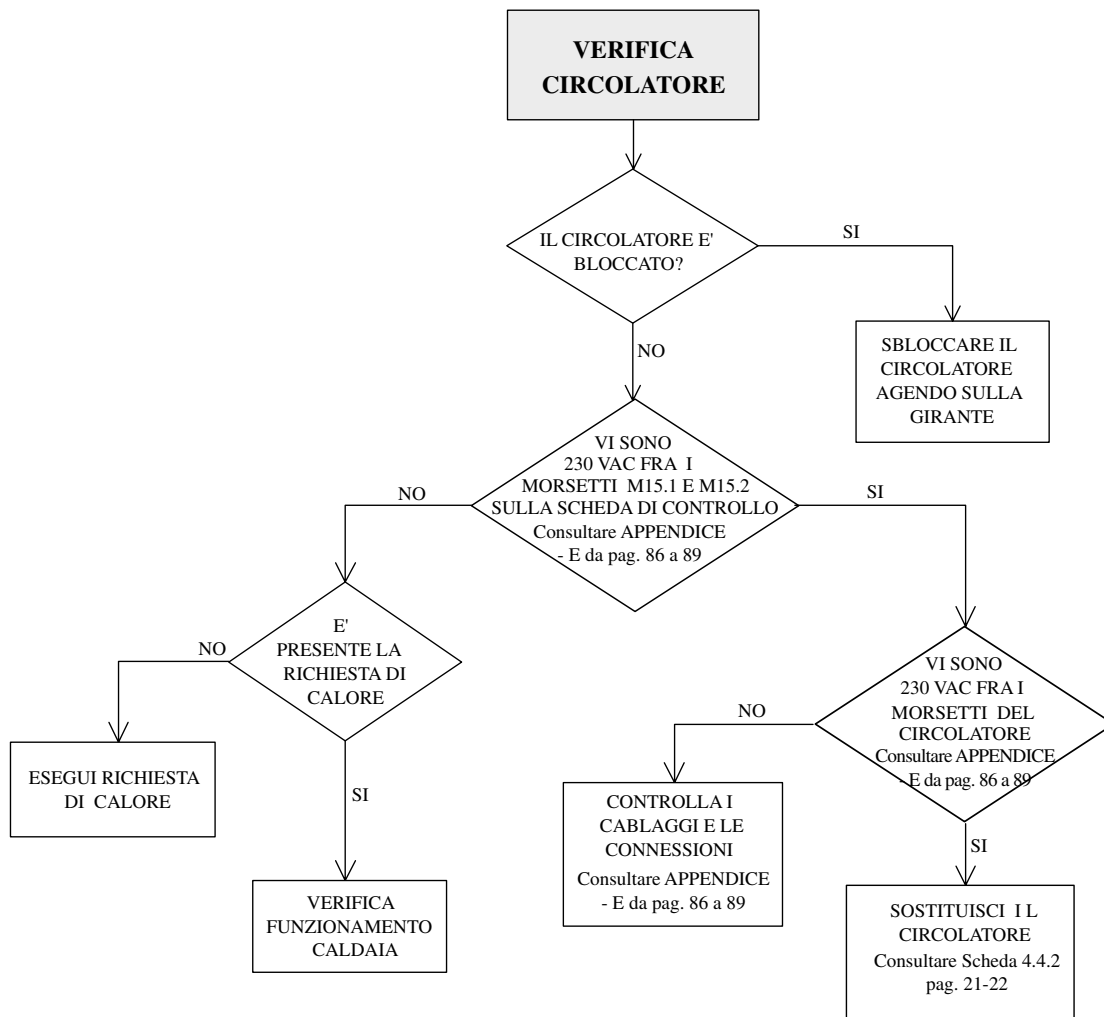 VERIFICA
CIRCOLATORE
IL CIRCOLATORE E'
BLOCCATO?
SI
NO
SBLOCCARE IL
CIRCOLATORE
AGENDO SULLA
GIRANTE
VI SONO
230 VAC FRA I
MORSETTI M15.1 E M15.2
SULLA SCHEDA DI CONTROLLO
Consultare APPENDICE
- E da pag. 86 a 89
NO
SI
E'
PRESENTE LA
RICHIESTA DI
CALORE
NO
SI
ESEGUI RICHIESTA
DI CALORE
VERIFICA
FUNZIONAMENTO
CALDAIA
VI SONO
230 VAC FRA I
MORSETTI DEL
CIRCOLATORE
Consultare APPENDICE
- E da pag. 86 a 89
NO
SI
CONTROLLA I
CABLAGGI E LE
CONNESSIONI
Consultare APPENDICE
- E da pag. 86 a 89
SOSTITUISCI I L
CIRCOLATORE
Consultare Scheda 4.4.2
pag. 21-22